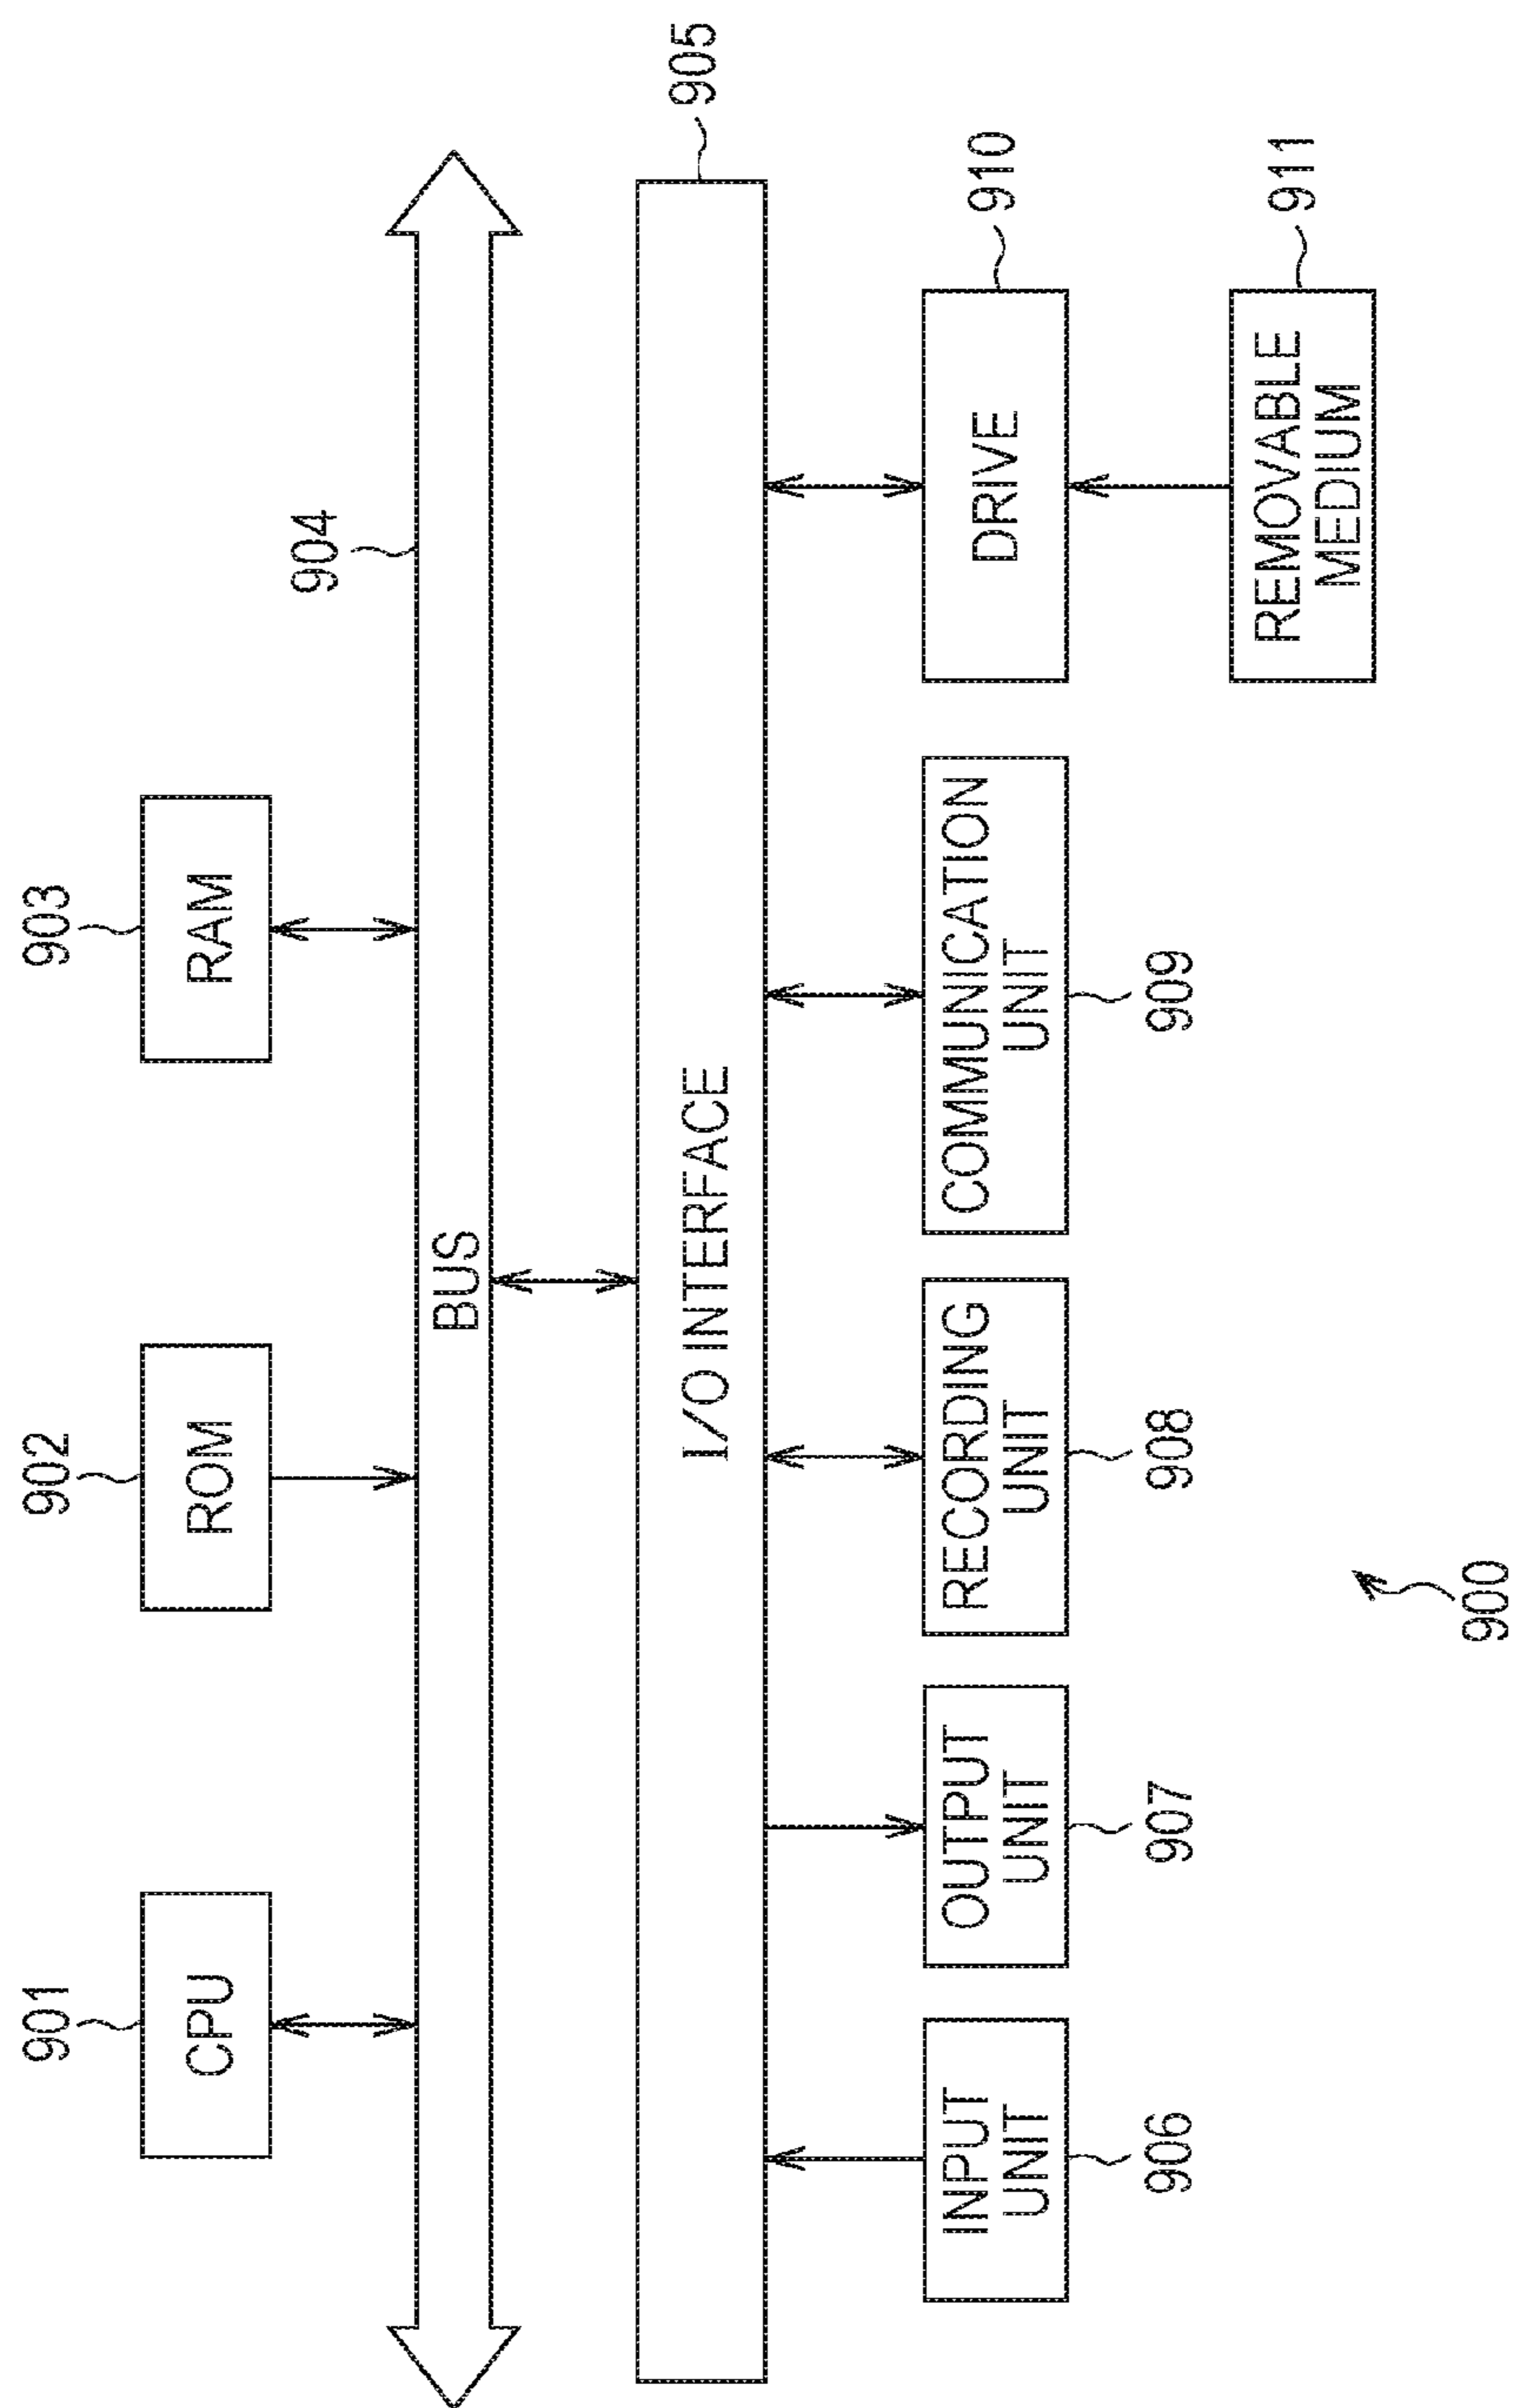 901
902
903
CPU
ROM
RAM
904
BUS
905
I/O INTERFACE
INPUT
UNIT
OUTPUT
UNIT
RECORDING
UNIT
COMMUNICATION
UNIT
DRIVE
910
906
907
908
909
REMOVABLE
MEDIUM
911
900